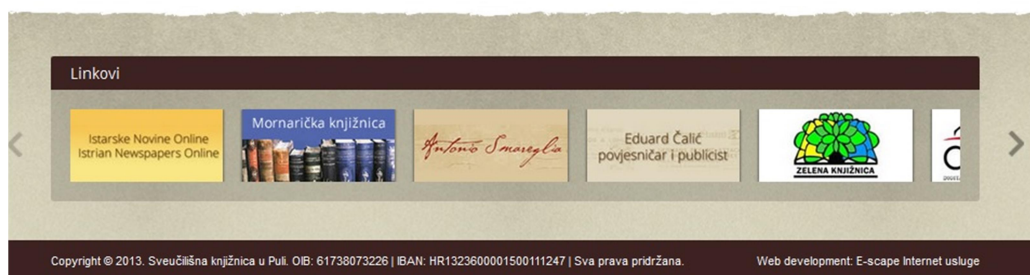 Linkovi
Istarske Novine Online
Istrian Newspapers Online
Mornarička knjižnica
Antonio Smareglia
Eduard Čalić
povjesničar i publicist
ZELENA KNJIŽNICA
Copyright © 2013. Sveučilišna knjižnica u Puli. OIB: 61738073226 | IBAN: HR1323600001500111247 | Sva prava pridržana.
Web development: E-scape Internet usluge